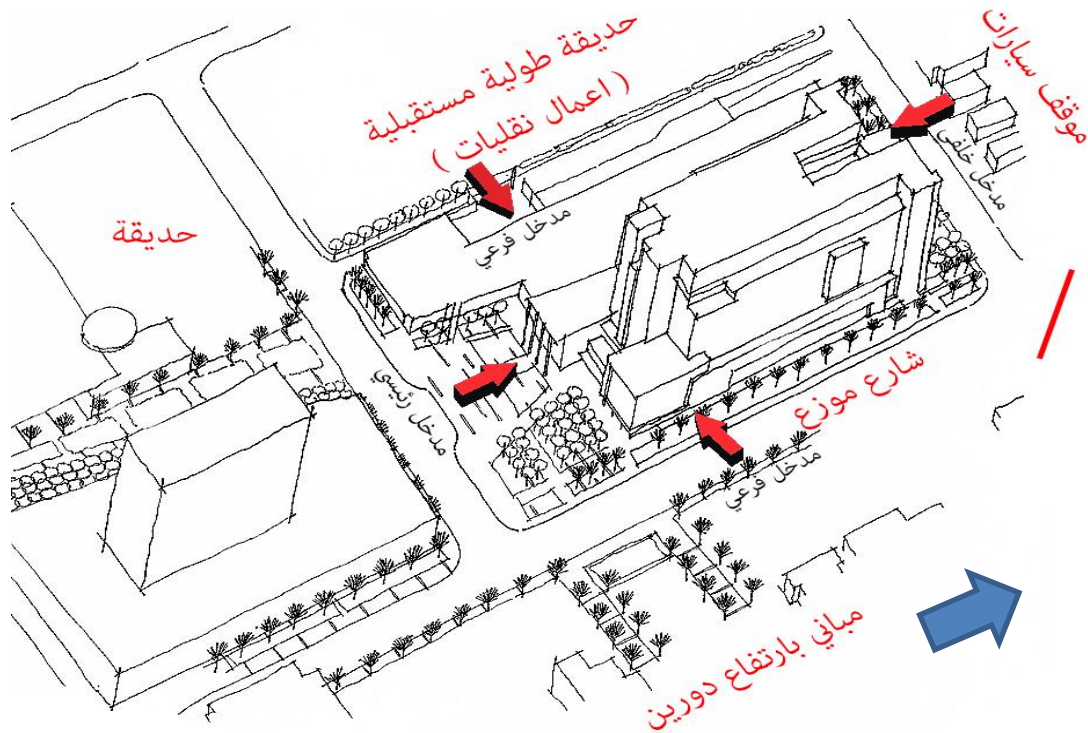 حديقة طولية مستقبلية
( اعمال نقليات )
موقف سيارات
مدخل خلفي
مدخل فرعي
حديقة
مدخل رئيسي
شارع موزع
مدخل فرعي
مباني بارتفاع دورين